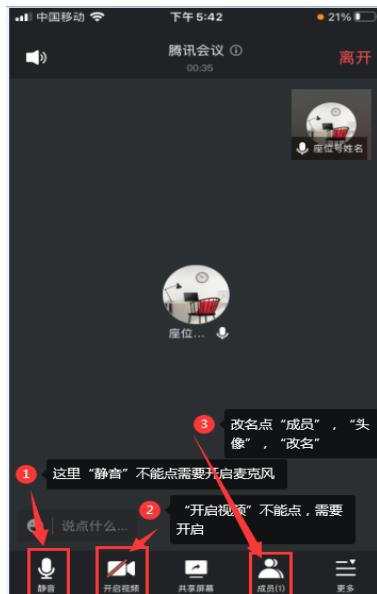 中国移动 下午5:42 21%
腾讯会议
离开
00:35
座位号姓名
座位...
3 改名点“成员”，“头
像”，“改名”
1 这里“静音”不能点需要开启麦克风
2 “开启视频”不能点，需要
开启
说点什么...
静音 开启视频 共享屏幕 成员(1) 更多